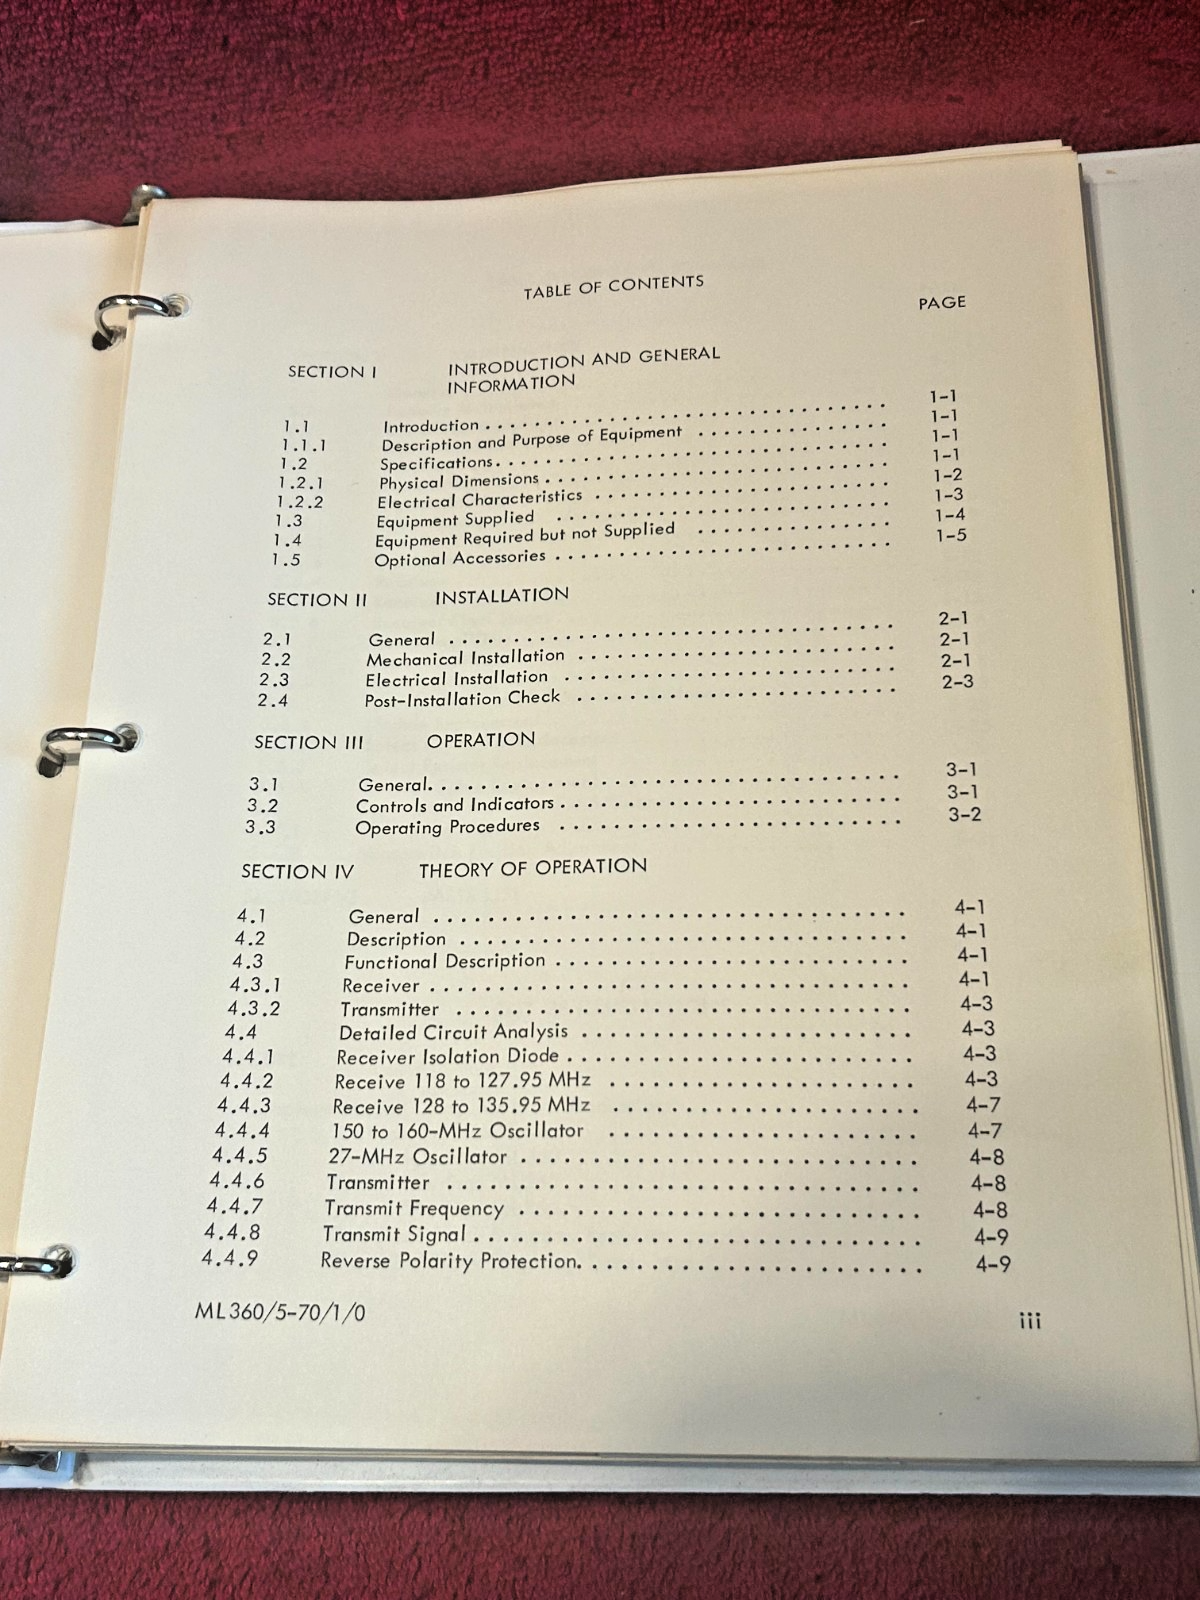 TABLE OF CONTENTS
PAGE
SECTION I INTRODUCTION AND GENERAL
INFORMATION
1.1 Introduction . . . . . . . . . . . . . . . . . . . . 1-1
1.1.1 Description and Purpose of Equipment . . . . . . . . . . 1-1
1.2 Specifications . . . . . . . . . . . . . . . . . . . . 1-1
1.2.1 Physical Dimensions . . . . . . . . . . . . . . . . . . . . 1-1
1.2.2 Electrical Characteristics . . . . . . . . . . . . . . . . . . . . 1-2
1.3 Equipment Supplied . . . . . . . . . . . . . . . . . . . . 1-3
1.4 Equipment Required but not Supplied . . . . . . . . . . 1-4
1.5 Optional Accessories . . . . . . . . . . . . . . . . . . . . 1-5
SECTION II INSTALLATION
2.1 General . . . . . . . . . . . . . . . . . . . . 2-1
2.2 Mechanical Installation . . . . . . . . . . . . . . . . . . . . 2-1
2.3 Electrical Installation . . . . . . . . . . . . . . . . . . . . 2-1
2.4 Post-Installation Check . . . . . . . . . . . . . . . . . . . . 2-3
SECTION III OPERATION
3.1 General . . . . . . . . . . . . . . . . . . . . 3-1
3.2 Controls and Indicators . . . . . . . . . . . . . . . . . . . . 3-1
3.3 Operating Procedures . . . . . . . . . . . . . . . . . . . . 3-2
SECTION IV THEORY OF OPERATION
4.1 General . . . . . . . . . . . . . . . . . . . . 4-1
4.2 Description . . . . . . . . . . . . . . . . . . . . 4-1
4.3 Functional Description . . . . . . . . . . . . . . . . . . . . 4-1
4.3.1 Receiver . . . . . . . . . . . . . . . . . . . . 4-1
4.3.2 Transmitter . . . . . . . . . . . . . . . . . . . . 4-3
4.4 Detailed Circuit Analysis . . . . . . . . . . . . . . . . . . . . 4-3
4.4.1 Receiver Isolation Diode . . . . . . . . . . . . . . . . . . . . 4-3
4.4.2 Receive 118 to 127.95 MHz . . . . . . . . . . . . . . . . . . . . 4-3
4.4.3 Receive 128 to 135.95 MHz . . . . . . . . . . . . . . . . . . . . 4-7
4.4.4 150 to 160-MHz Oscillator . . . . . . . . . . . . . . . . . . . . 4-7
4.4.5 27-MHz Oscillator . . . . . . . . . . . . . . . . . . . . 4-8
4.4.6 Transmitter . . . . . . . . . . . . . . . . . . . . 4-8
4.4.7 Transmit Frequency . . . . . . . . . . . . . . . . . . . . 4-8
4.4.8 Transmit Signal . . . . . . . . . . . . . . . . . . . . 4-9
4.4.9 Reverse Polarity Protection . . . . . . . . . . . . . . . . . . . . 4-9
ML360/5-70/1/0 iii